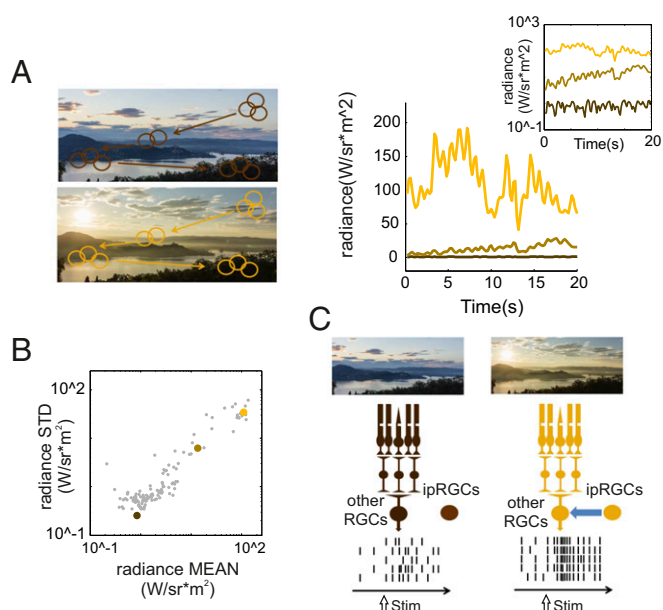 A
radiance(W/sr*m^2)
200
150
100
50
0
0
5
10
15
20
Time(s)
radiance
(W/sr*m^2)
10^3
10^-1
0
20
Time(s)
B
radiance STD
(W/sr*m²)
10^2
10^-1
10^-1
10^2
radiance MEAN
(W/sr*m²)
C
other
RGCs
ipRGCs
Stim
other
RGCs
ipRGCs
Stim